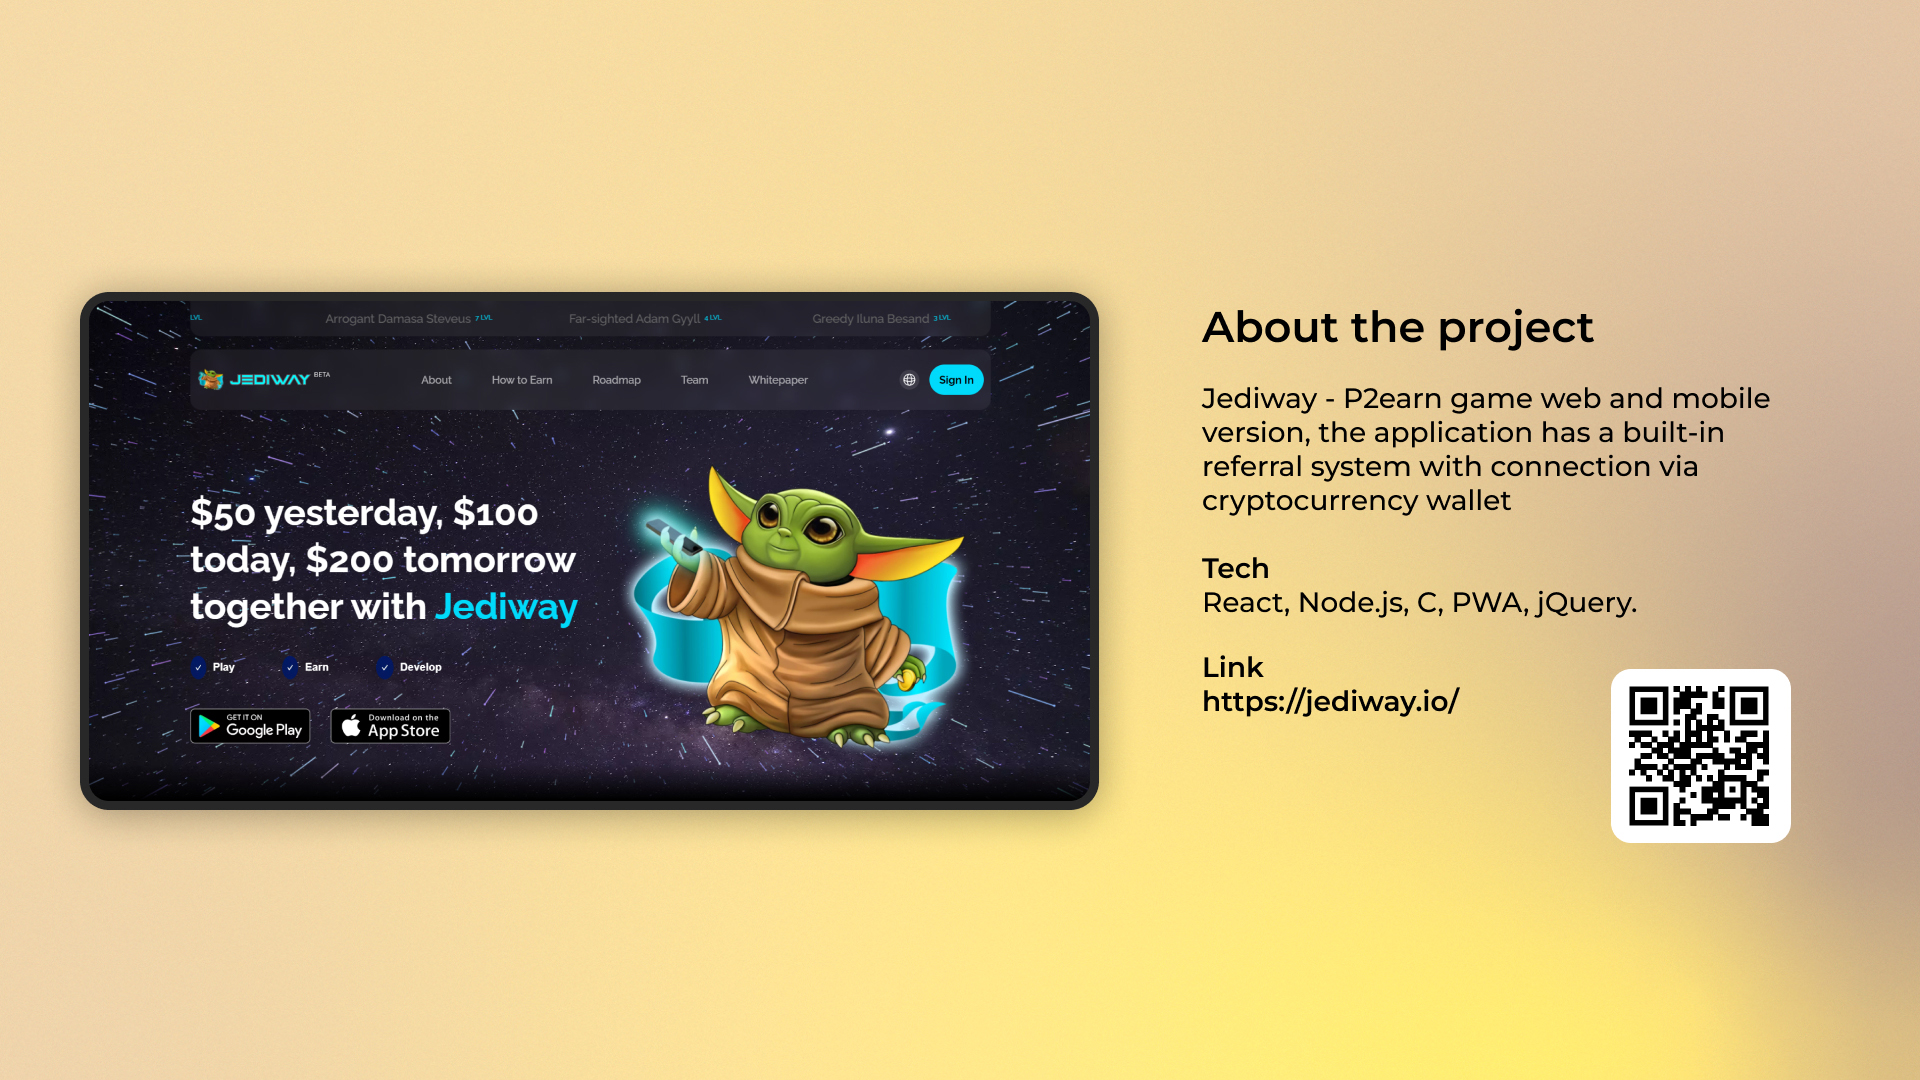 LVL
Arrogant Damasa Steveus 7 LVL
Far-sighted Adam Gyyll 4 LVL
Greedy Iluna Besand 3 LVL
JEDIWAY BETA
About
How to Earn
Roadmap
Team
Whitepaper
Sign In
$50 yesterday, $100
today, $200 tomorrow
together with Jediway
Play
Earn
Develop
GET IT ON
Google Play
Download on the
App Store
About the project
Jediway - P2earn game web and mobile
version, the application has a built-in
referral system with connection via
cryptocurrency wallet
Tech
React, Node.js, C, PWA, jQuery.
Link
https://jediway.io/